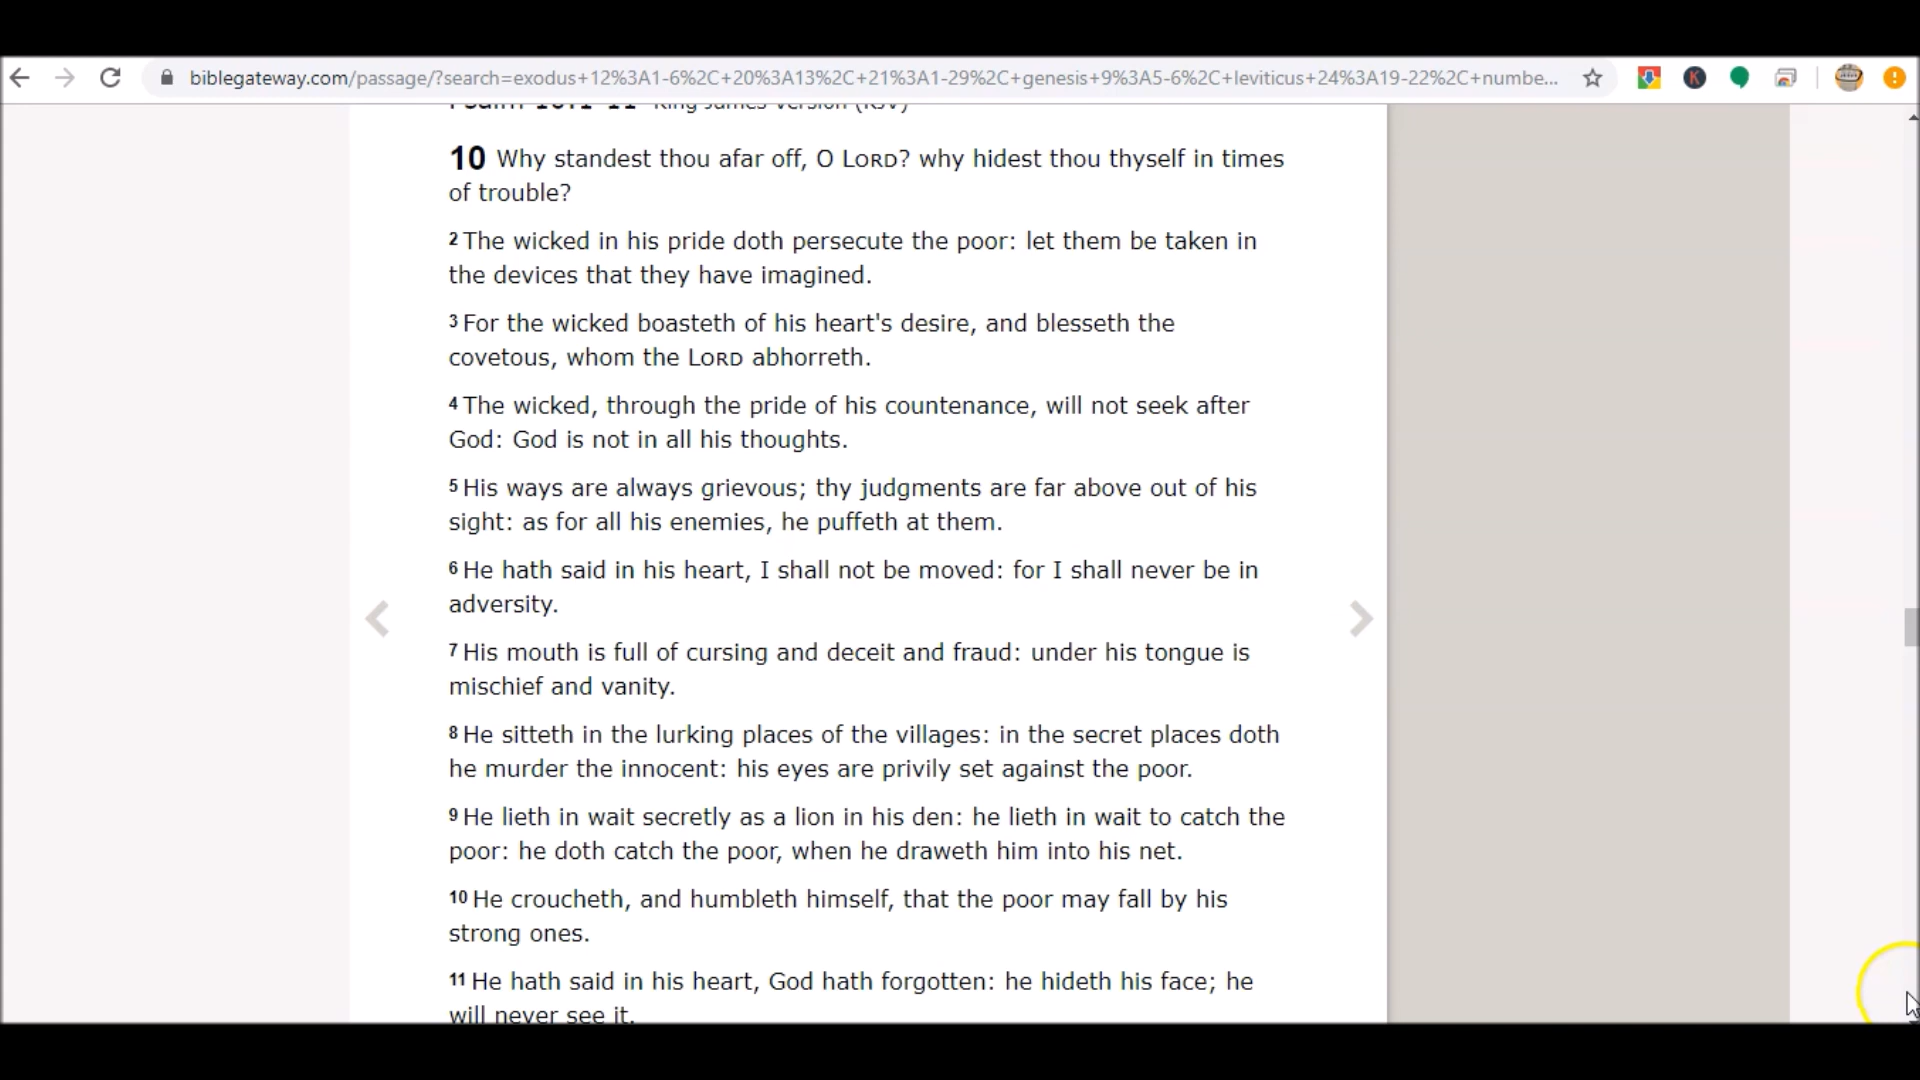 biblegateway.com/passage/?search=exodus+12%3A1-6%2C+20%3A13%2C+21%3A1-29%2C+genesis+9%3A5-6%2C+leviticus+24%3A19-22%2C+numbe...
K
Psalm 10:1-11 King James Version (KJV)
10 Why standest thou afar off, O LORD? why hidest thou thyself in times
of trouble?
2 The wicked in his pride doth persecute the poor: let them be taken in
the devices that they have imagined.
3 For the wicked boasteth of his heart's desire, and blesseth the
covetous, whom the LORD abhorreth.
4 The wicked, through the pride of his countenance, will not seek after
God: God is not in all his thoughts.
5 His ways are always grievous; thy judgments are far above out of his
sight: as for all his enemies, he puffeth at them.
6 He hath said in his heart, I shall not be moved: for I shall never be in
adversity.
7 His mouth is full of cursing and deceit and fraud: under his tongue is
mischief and vanity.
8 He sitteth in the lurking places of the villages: in the secret places doth
he murder the innocent: his eyes are privily set against the poor.
9 He lieth in wait secretly as a lion in his den: he lieth in wait to catch the
poor: he doth catch the poor, when he draweth him into his net.
10 He croucheth, and humbleth himself, that the poor may fall by his
strong ones.
11 He hath said in his heart, God hath forgotten: he hideth his face; he
will never see it.